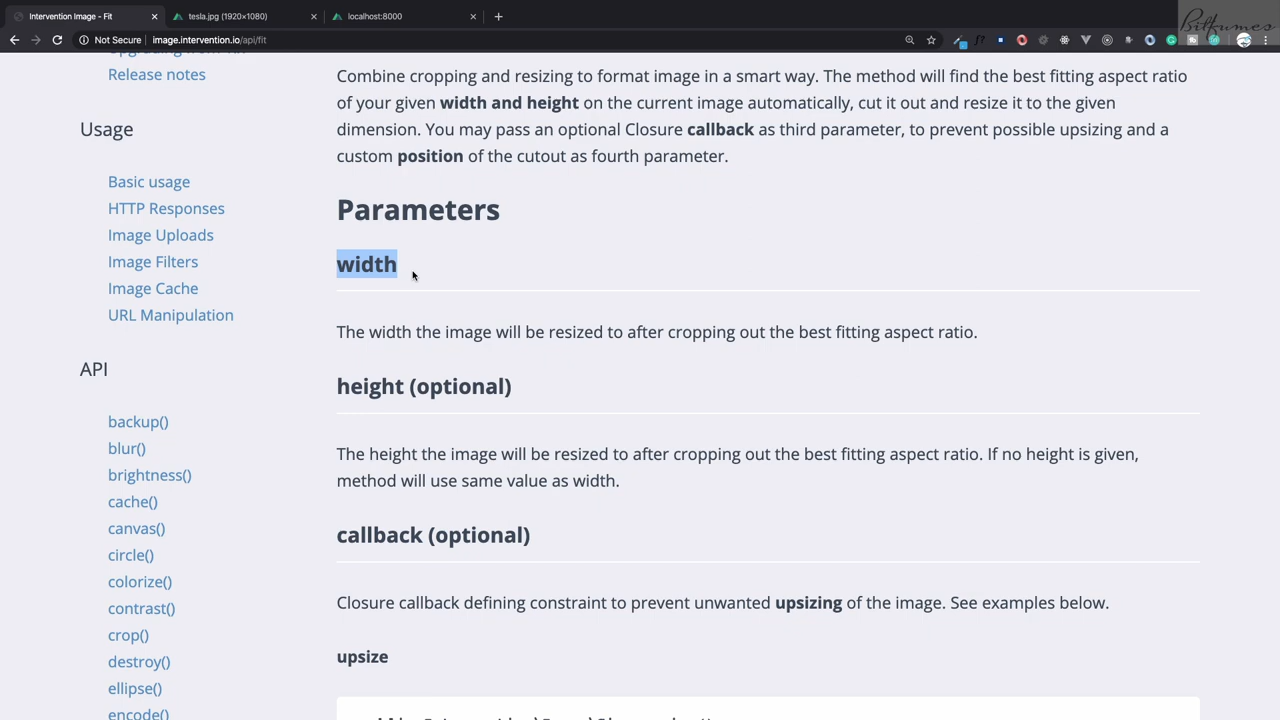 Intervention Image - Fit
tesla.jpg (1920×1080)
localhost:8000
Bitfumes
Not Secure
image.intervention.io/api/fit
Release notes
Usage
Basic usage
HTTP Responses
Image Uploads
Image Filters
Image Cache
URL Manipulation
API
backup()
blur()
brightness()
cache()
canvas()
circle()
colorize()
contrast()
crop()
destroy()
ellipse()
encode()
Combine cropping and resizing to format image in a smart way. The method will find the best fitting aspect ratio
of your given width and height on the current image automatically, cut it out and resize it to the given
dimension. You may pass an optional Closure callback as third parameter, to prevent possible upsizing and a
custom position of the cutout as fourth parameter.
Parameters
width
The width the image will be resized to after cropping out the best fitting aspect ratio.
height (optional)
The height the image will be resized to after cropping out the best fitting aspect ratio. If no height is given,
method will use same value as width.
callback (optional)
Closure callback defining constraint to prevent unwanted upsizing of the image. See examples below.
upsize